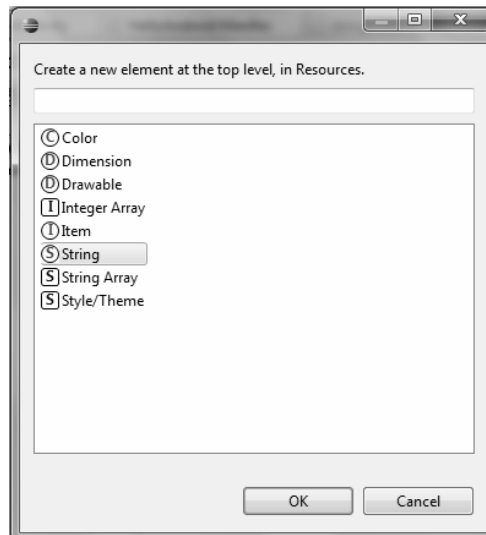 Create a new element at the top level, in Resources.
C Color
D Dimension
D Drawable
I Integer Array
I Item
S String
S String Array
S Style/Theme
OK Cancel